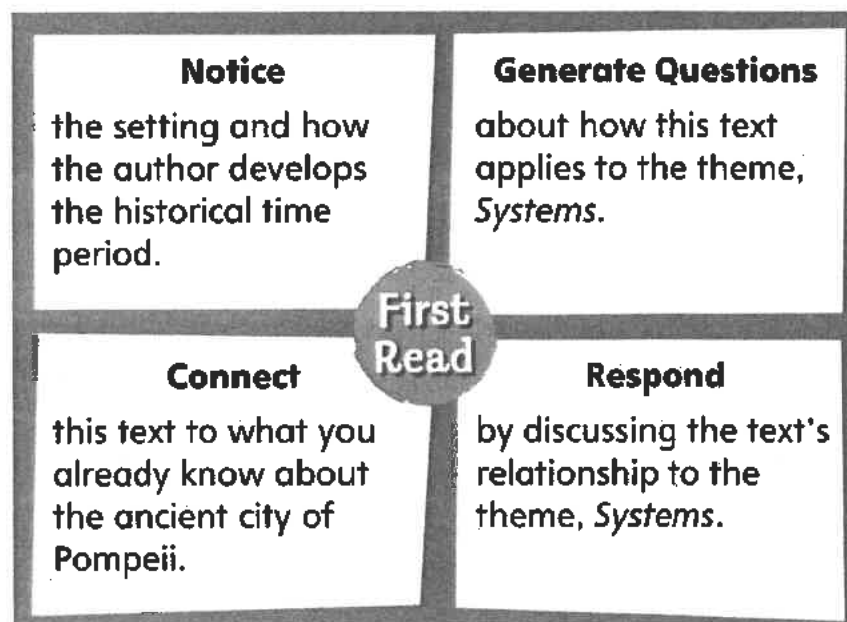 Notice
the setting and how
the author develops
the historical time
period.
Generate Questions
about how this text
applies to the theme,
Systems.
First
Read
Connect
this text to what you
already know about
the ancient city of
Pompeii.
Respond
by discussing the text's
relationship to the
theme, Systems.